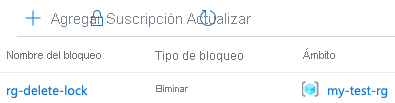 Agregar Suscripción Actualizar
Nombre del bloqueo Tipo de bloqueo Ámbito
rg-delete-lock Eliminar my-test-rg